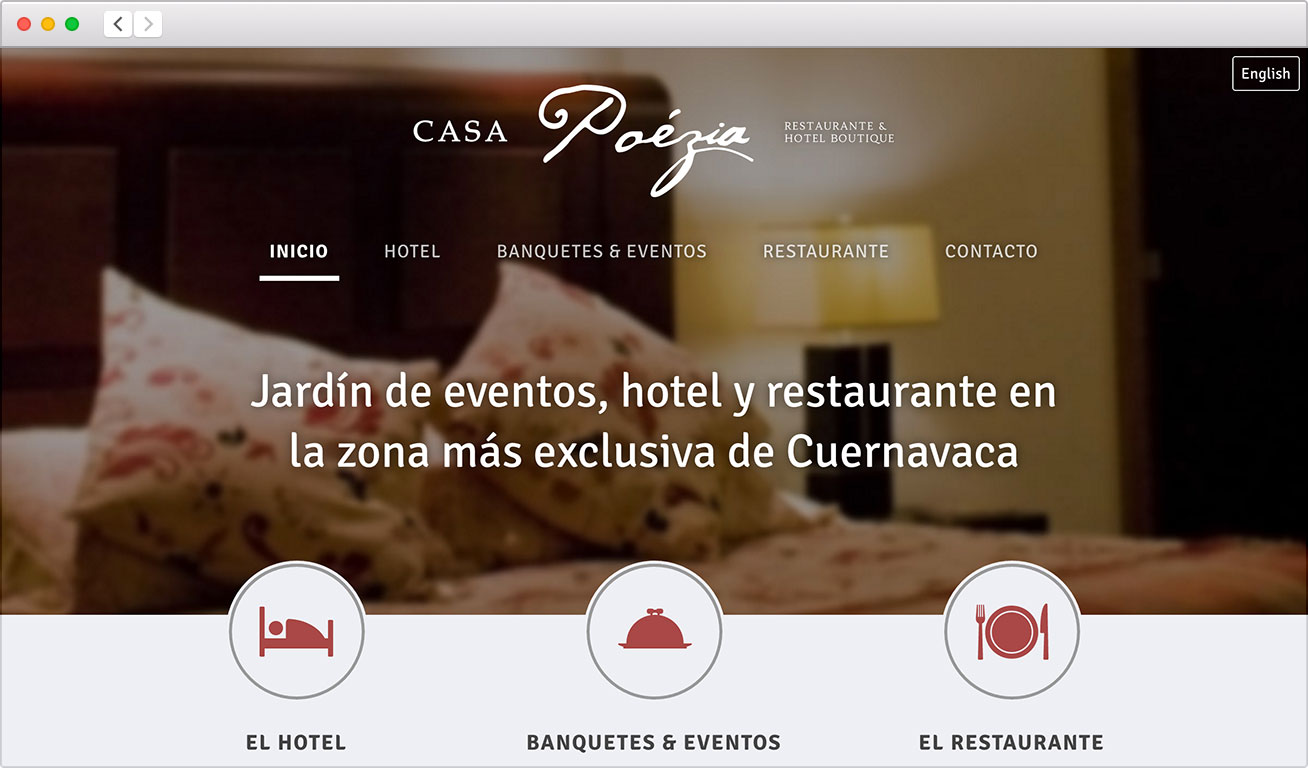 English
CASA Poézia RESTAURANTE &
HOTEL BOUTIQUE
INICIO HOTEL BANQUETES & EVENTOS RESTAURANTE CONTACTO
Jardín de eventos, hotel y restaurante en
la zona más exclusiva de Cuernavaca
EL HOTEL BANQUETES & EVENTOS EL RESTAURANTE